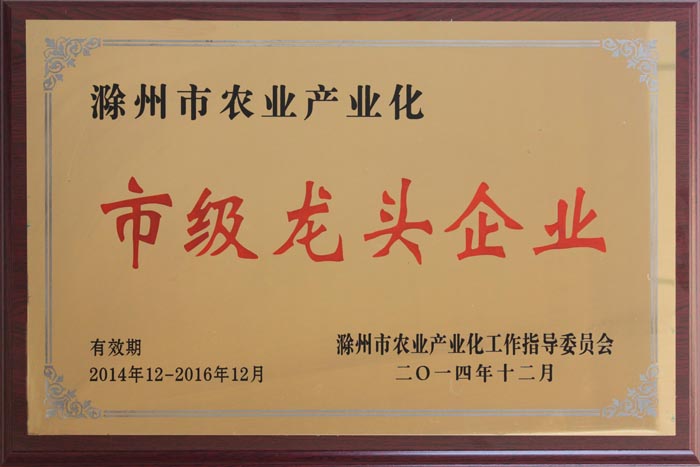 滁州市农业产业化
市级龙头企业
有效期
2014年12-2016年12月
滁州市农业产业化工作指导委员会
二〇一四年十二月